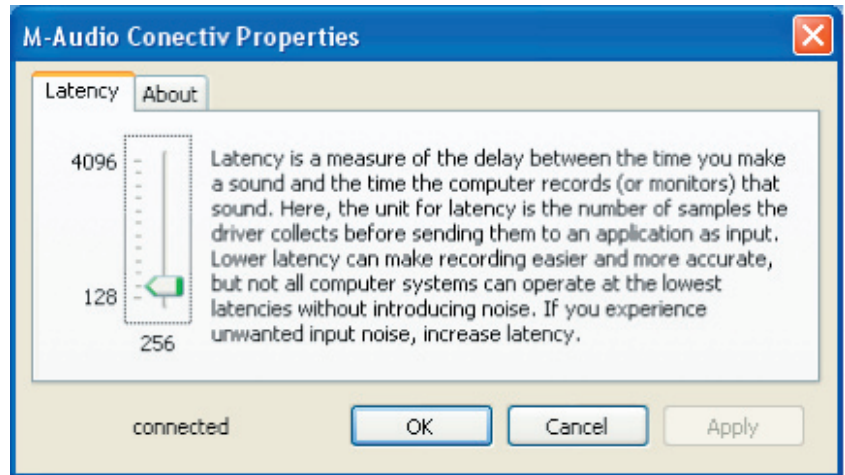 M-Audio Conectiv Properties
Latency About
4096
128
256
Latency is a measure of the delay between the time you make
a sound and the time the computer records (or monitors) that
sound. Here, the unit for latency is the number of samples the
driver collects before sending them to an application as input.
Lower latency can make recording easier and more accurate,
but not all computer systems can operate at the lowest
latencies without introducing noise. If you experience
unwanted input noise, increase latency.
connected OK Cancel Apply